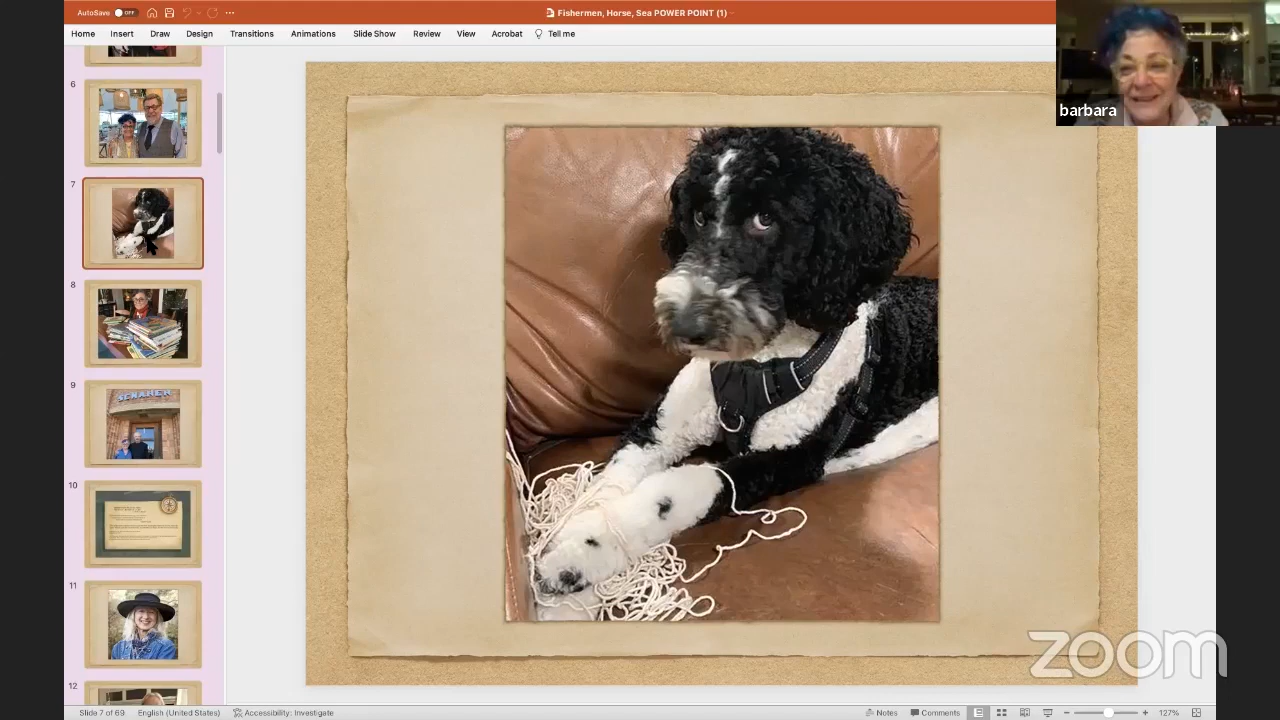 AutoSave OFF
Fishermen, Horse, Sea POWER POINT (1)
Home Insert Draw Design Transitions Animations Slide Show Review View Acrobat Tell me
barbara
6
7
8
9
SENAHER
10
11
12
zoom
Slide 7 of 69 English (United States) Accessibility: Investigate Notes Comments 127%